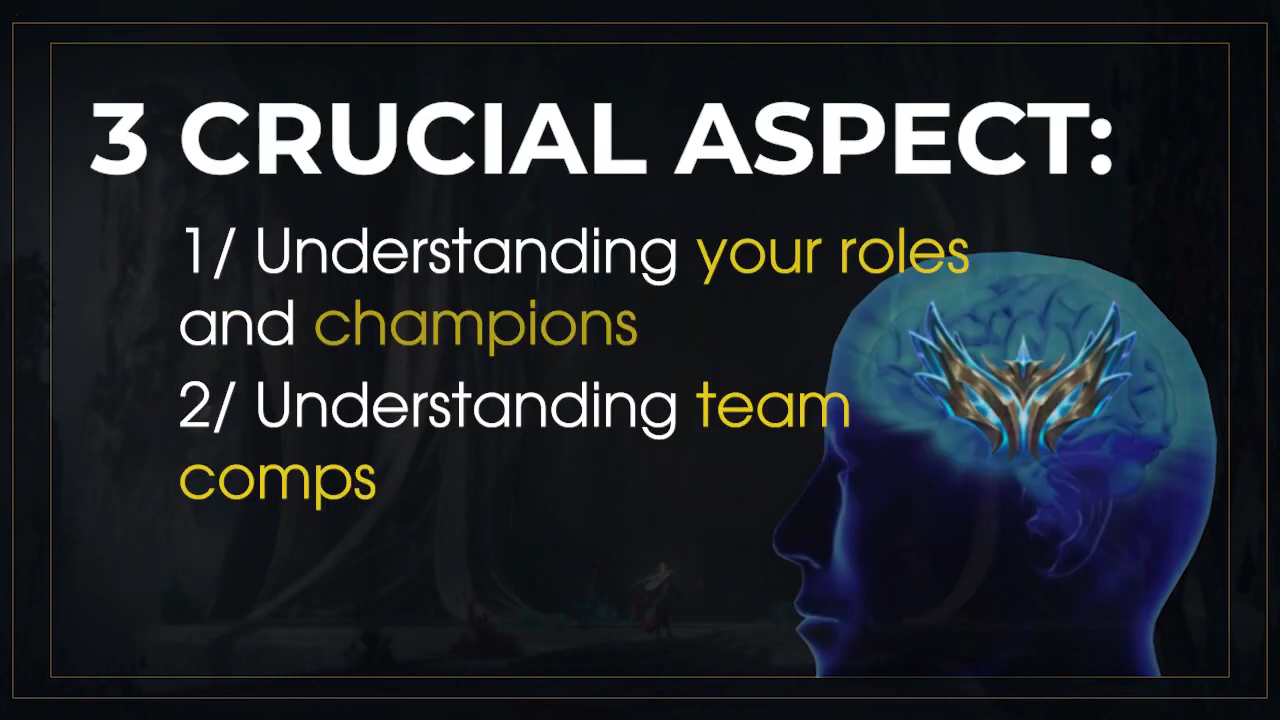 3 CRUCIAL ASPECT:
1/ Understanding your roles
and champions
2/ Understanding team
comps